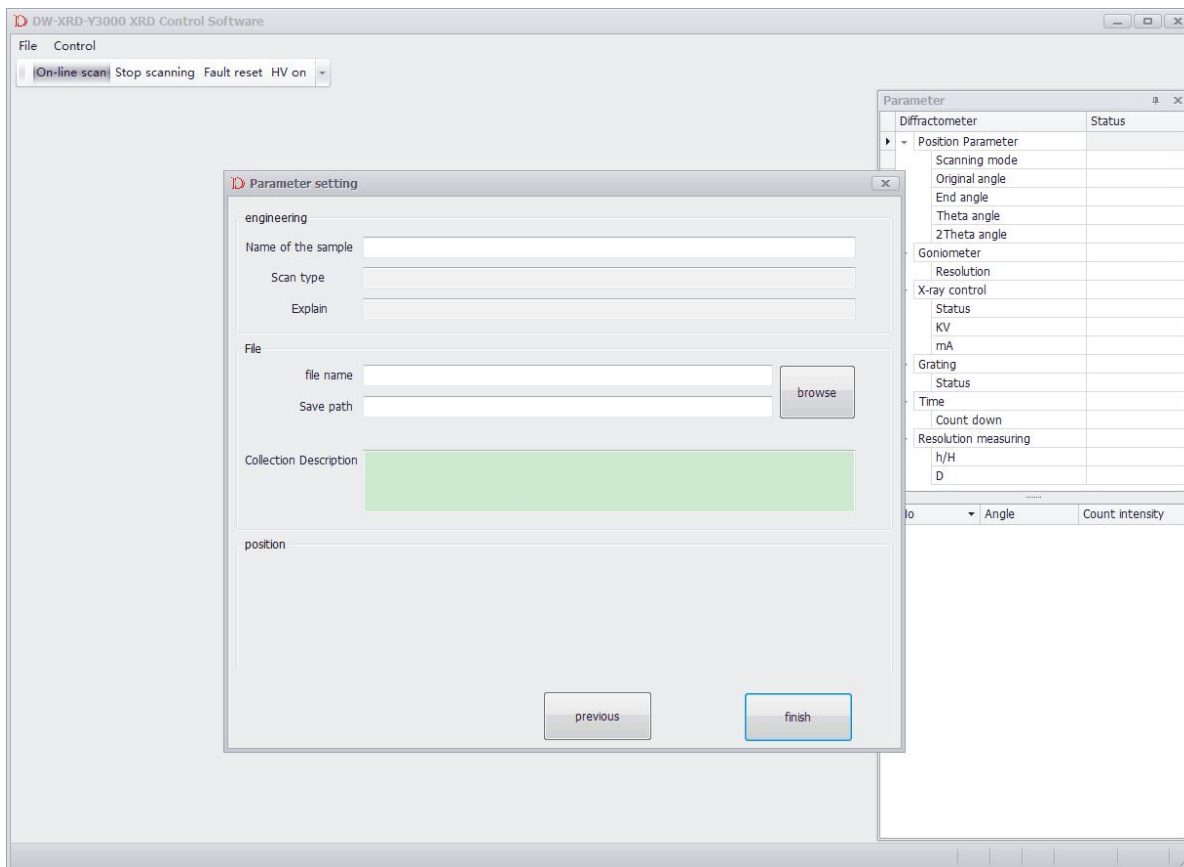 DW-XRD-Y3000 XRD Control Software
File Control
On-line scan Stop scanning Fault reset HV on
Parameter
Diffractometer Status
Position Parameter
Scanning mode
Original angle
End angle
Theta angle
2Theta angle
Goniometer
Resolution
X-ray control
Status
KV
mA
Grating
Status
Time
Count down
Resolution measuring
h/H
D
Angle Count intensity
Parameter setting
engineering
Name of the sample
Scan type
Explain
File
file name
browse
Save path
Collection Description
position
previous finish